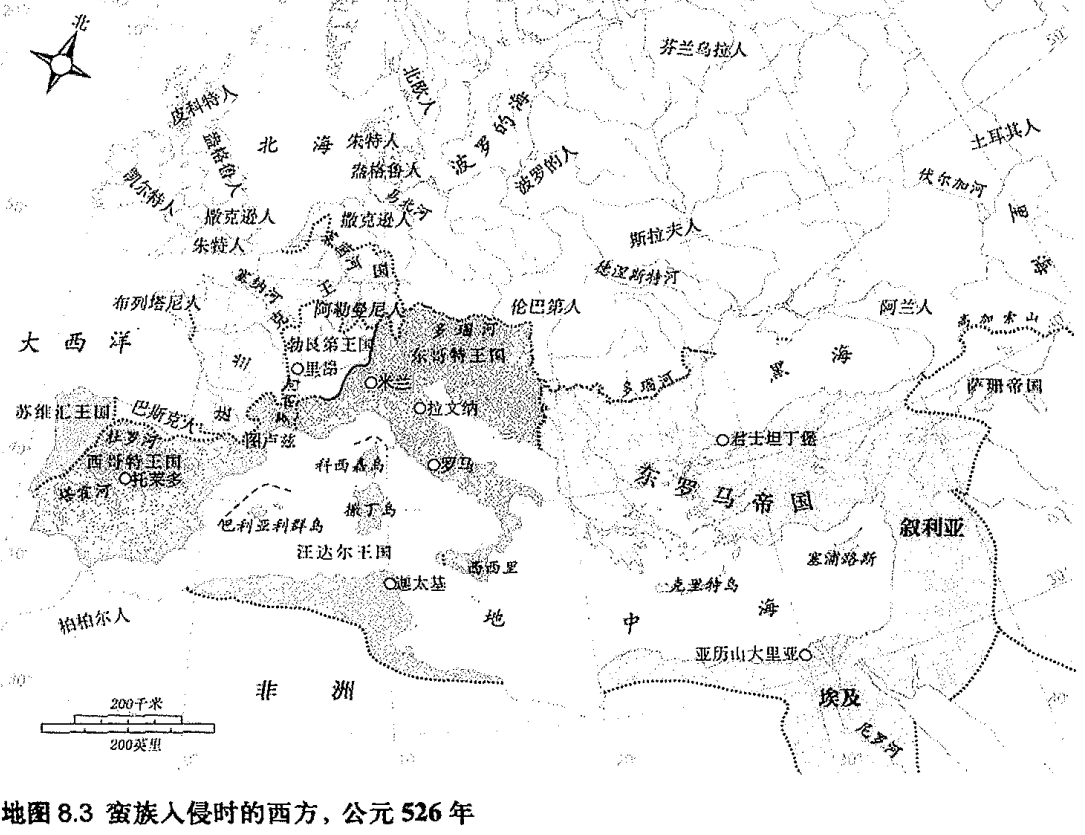 北
芬兰乌拉人
北欧人
皮科特人
波罗的海
土耳其人
北海
朱特人
盎格鲁人
盎格鲁人
波罗的人
凯尔特人
伏尔加河
易北河
里海
撒克逊人
撒克逊人
朱特人
斯拉夫人
莱茵河
塞纳河
德涅斯特河
法兰克王国
布列塔尼人
阿勒曼尼人
伦巴第人
阿兰人
高加索山
大西洋
多瑙河
勃艮第王国
东哥特王国
黑海
里昂
米兰
多瑙河
萨珊帝国
苏维汇王国
巴斯克人
拉文纳
杜罗河
图卢兹
君士坦丁堡
西哥特王国
科西嘉岛
罗马
托莱多
塔霍河
东罗马帝国
撒丁岛
巴利亚利群岛
叙利亚
汪达尔王国
塞浦路斯
西西里
迦太基
克里特岛
柏柏尔人
地中海
亚历山大里亚
非洲
埃及
200千米
200英里
尼罗河
地图 8.3 蛮族入侵时的西方，公元 526 年